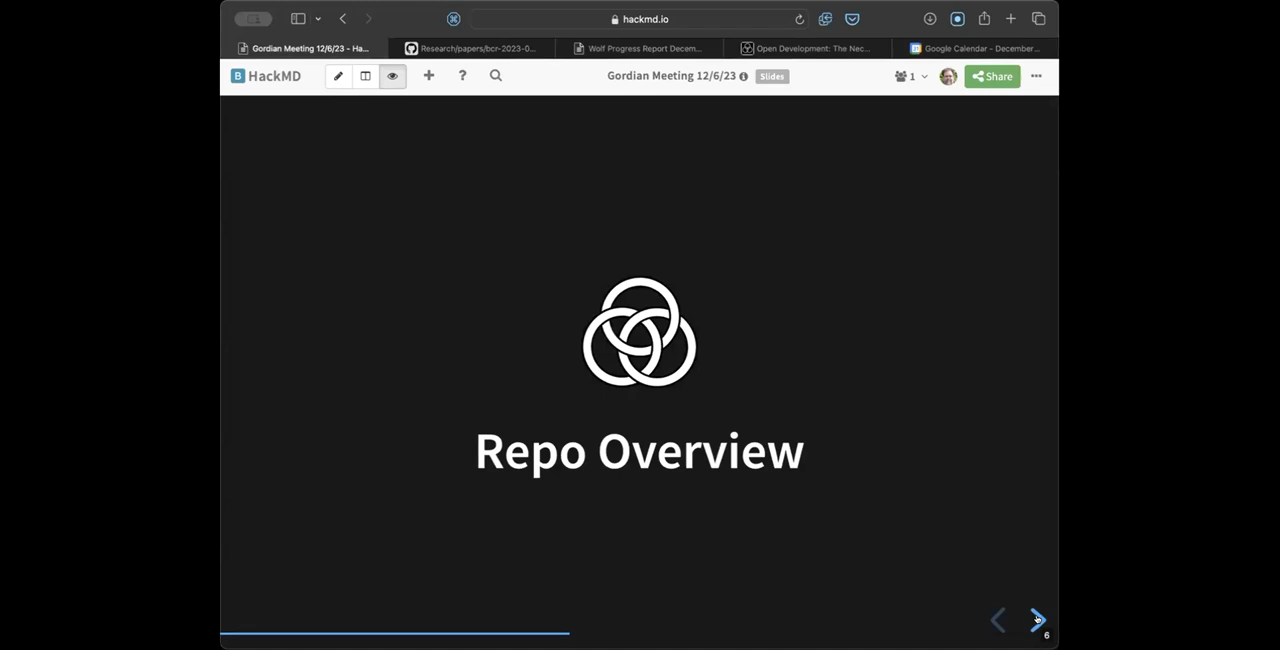 hackmd.io
Gordian Meeting 12/6/23 - Ha...
Research/papers/bcr-2023-0...
Wolf Progress Report Decem...
Open Development: The Nec...
Google Calendar - December...
HackMD
Gordian Meeting 12/6/23
Slides
1
Share
Repo Overview
6